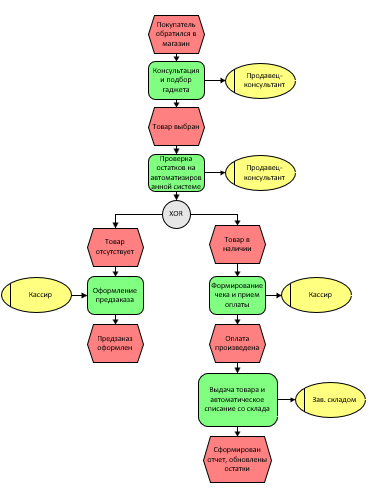 Покупатель
обратился в
магазин
Консультация
и подбор
гаджета
Продавец-
консультант
Товар выбран
Проверка
остатков на
автоматизиров
анной системе
Продавец-
консультант
XOR
Товар
отсутствует
Товар в
наличии
Кассир
Оформление
предзаказа
Формирование
чека и прием
оплаты
Кассир
Предзаказ
оформлен
Оплата
произведена
Выдача товара и
автоматическое
списание со склада
Зав. складом
Сформирован
отчет, обновлены
остатки